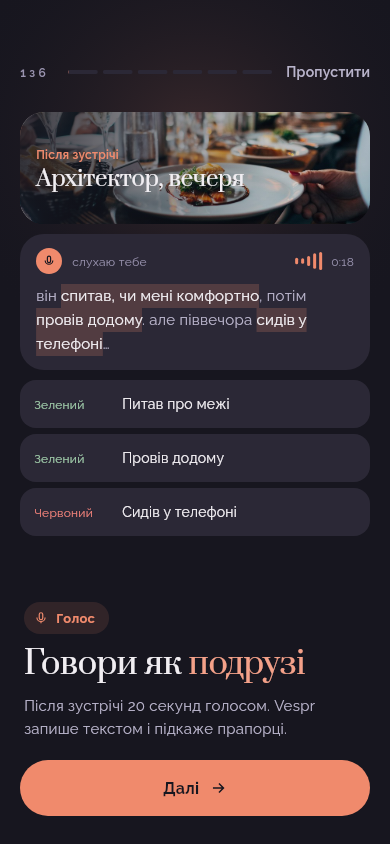 1 з 6
Пропустити
Після зустрічі
Архітектор, вечеря
слухаю тебе
0:18
він спитав, чи мені комфортно, потім
провів додому. але піввечора сидів у
телефоні...
Зелений
Питав про межі
Зелений
Провів додому
Червоний
Сидів у телефоні
Голос
Говори як подрузі
Після зустрічі 20 секунд голосом. Vespr
запише текстом і підкаже прапорці.
Далі →